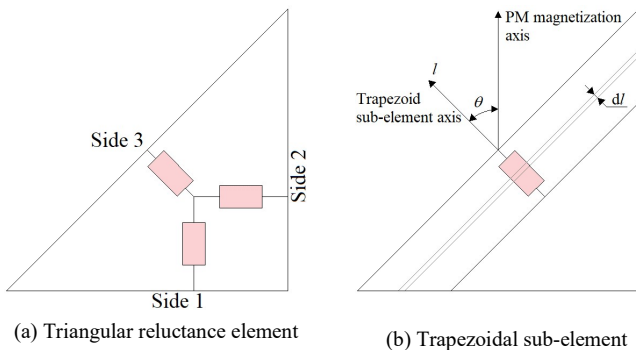 Side 3
Side 2
Side 1
(a) Triangular reluctance element
PM magnetization
axis
l
θ
Trapezoid
sub-element axis
dl
(b) Trapezoidal sub-element